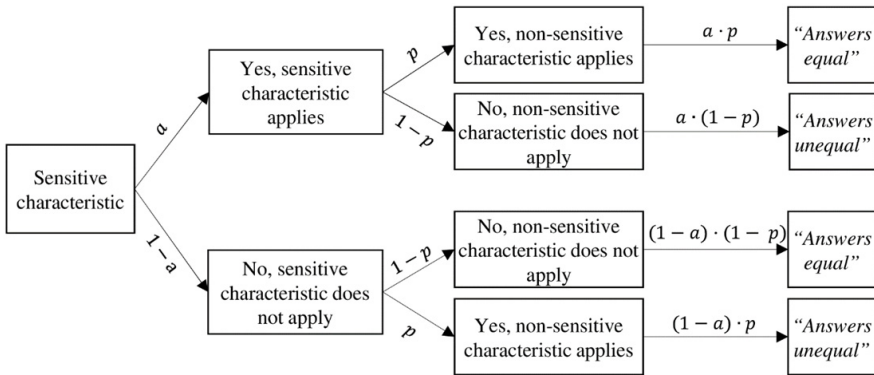 Sensitive
characteristic
a
1 − a
Yes, sensitive
characteristic
applies
No, sensitive
characteristic does
not apply
p
1 − p
1 − p
p
Yes, non-sensitive
characteristic applies
a · p
“Answers
equal”
No, non-sensitive
characteristic does not
apply
a · (1 − p)
“Answers
unequal”
No, non-sensitive
characteristic does not
apply
(1 − a) · (1 − p)
“Answers
equal”
Yes, non-sensitive
characteristic applies
(1 − a) · p
“Answers
unequal”